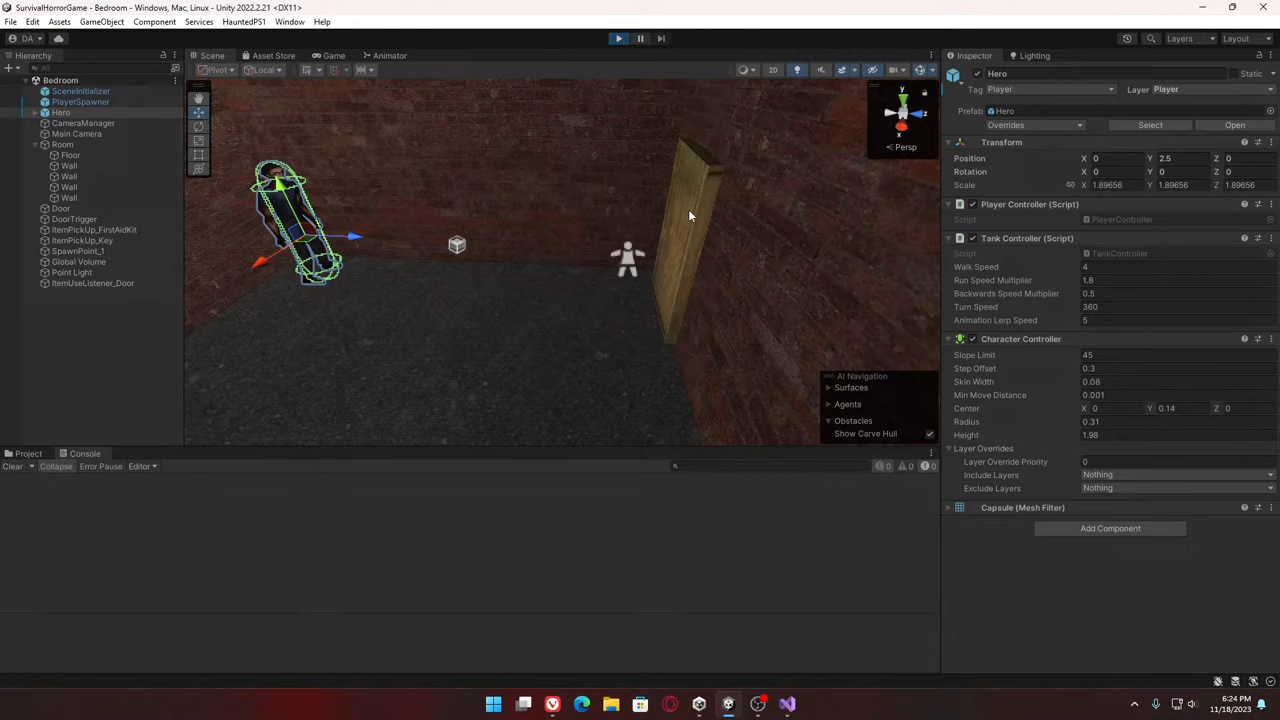 SurvivalHorrorGame - Bedroom - Windows, Mac, Linux - Unity 2022.2.21 <DX11>
File Edit Assets GameObject Component Services HauntedPS1 Window Help
DA Layers Layout
Hierarchy
All
Bedroom
SceneInitializer
PlayerSpawner
Hero
CameraManager
Main Camera
Room
Floor
Wall
Wall
Wall
Wall
Door
DoorTrigger
ItemPickUp_FirstAidKit
ItemPickUp_Key
SpawnPoint_1
Global Volume
Point Light
ItemUseListener_Door
Scene Asset Store Game Animator
Pivot Local 2D
y
z
x
Persp
AI Navigation
Surfaces
Agents
Obstacles
Show Carve Hull
Project Console
Clear Collapse Error Pause Editor 0 0 0
Inspector Lighting
Hero Static
Tag Player Layer Player
Prefab Hero
Overrides Select Open
Transform
Position X 0 Y 2.5 Z 0
Rotation X 0 Y 0 Z 0
Scale X 1.89656 Y 1.89656 Z 1.89656
Player Controller (Script)
Script PlayerController
Tank Controller (Script)
Script TankController
Walk Speed 4
Run Speed Multiplier 1.8
Backwards Speed Multiplier 0.5
Turn Speed 360
Animation Lerp Speed 5
Character Controller
Slope Limit 45
Step Offset 0.3
Skin Width 0.08
Min Move Distance 0.001
Center X 0 Y 0.14 Z 0
Radius 0.31
Height 1.98
Layer Overrides
Layer Override Priority 0
Include Layers Nothing
Exclude Layers Nothing
Capsule (Mesh Filter)
Add Component
6:24 PM
11/18/2023